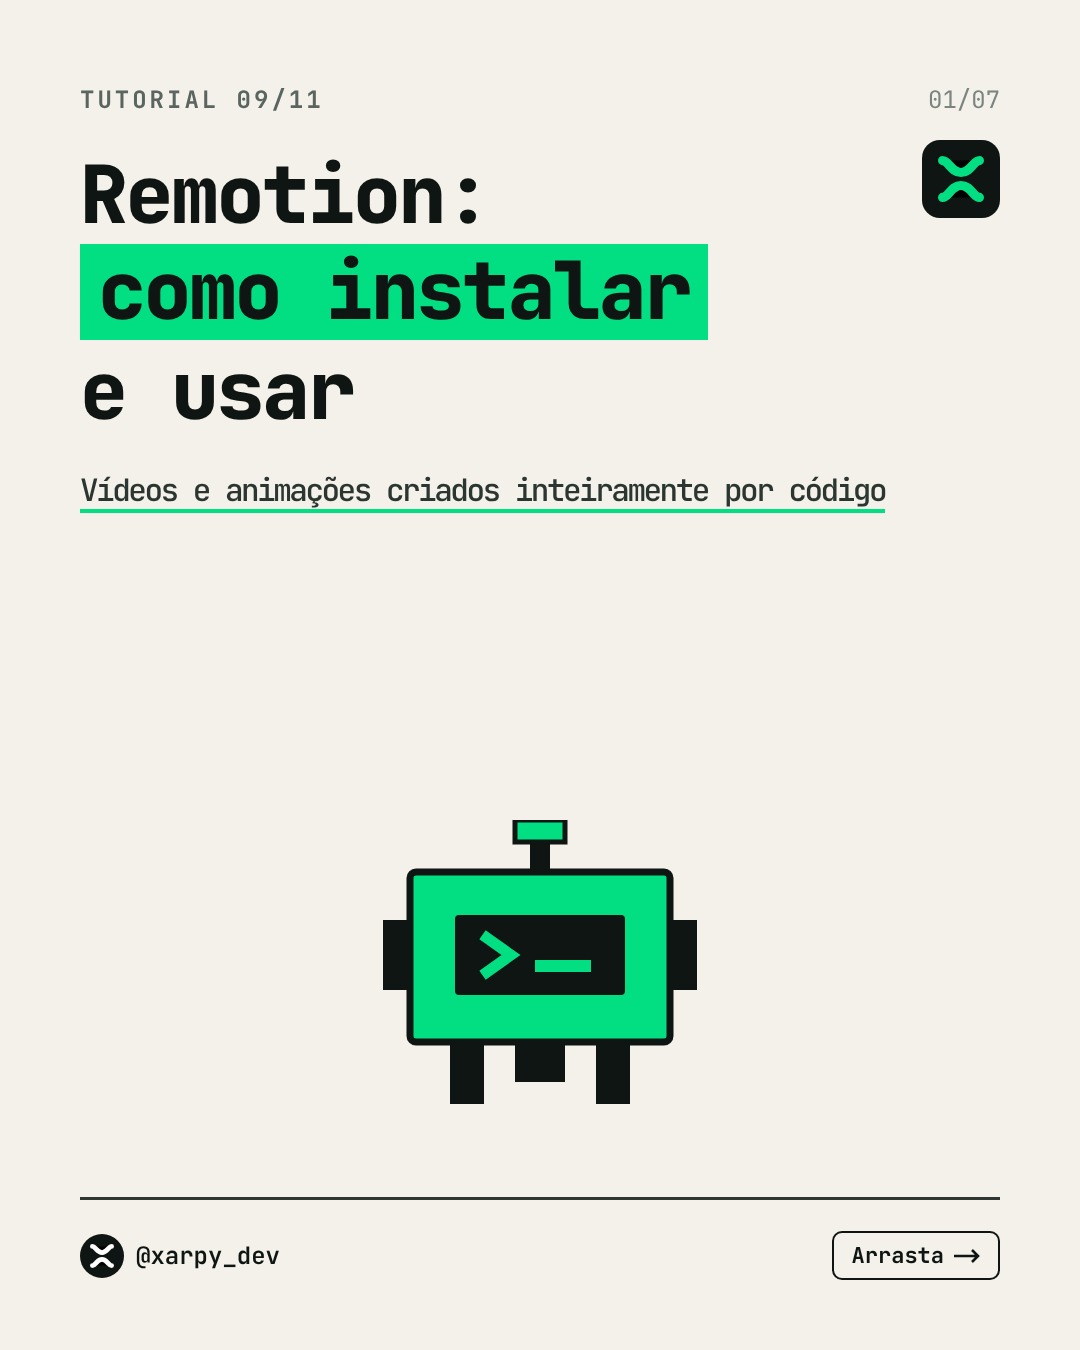 TUTORIAL 09/11
01/07
Remotion:
como instalar
e usar
Vídeos e animações criados inteiramente por código
>_
@xarpy_dev
Arrasta →